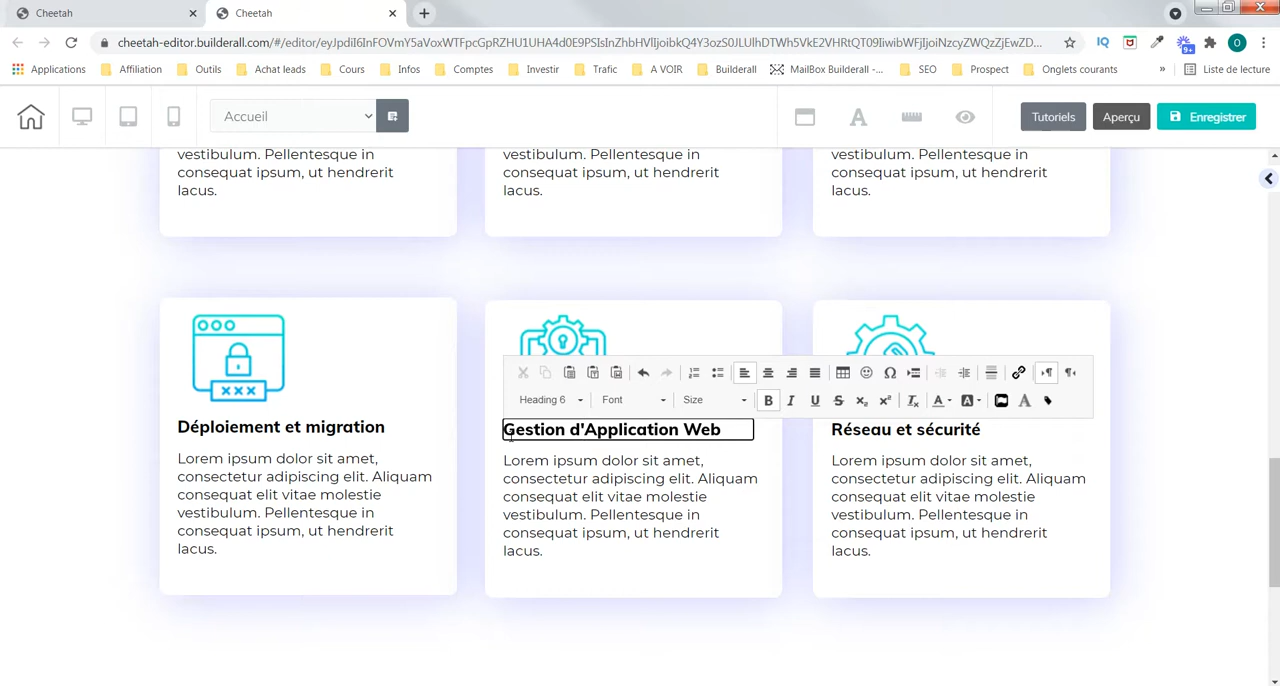 Cheetah
Cheetah
Applications Affiliation Outils Achat leads Cours Infos Comptes Investir Trafic A VOIR Builderall MailBox Builderall -... SEO Prospect Onglets courants » Liste de lecture
IQ
9+
O
Accueil
Tutoriels
Aperçu
Enregistrer
vestibulum. Pellentesque in
consequat ipsum, ut hendrerit
lacus.
vestibulum. Pellentesque in
consequat ipsum, ut hendrerit
lacus.
vestibulum. Pellentesque in
consequat ipsum, ut hendrerit
lacus.
xxx
Heading 6 Font Size
Déploiement et migration
Lorem ipsum dolor sit amet,
consectetur adipiscing elit. Aliquam
consequat elit vitae molestie
vestibulum. Pellentesque in
consequat ipsum, ut hendrerit
lacus.
Gestion d'Application Web
Lorem ipsum dolor sit amet,
consectetur adipiscing elit. Aliquam
consequat elit vitae molestie
vestibulum. Pellentesque in
consequat ipsum, ut hendrerit
lacus.
Réseau et sécurité
Lorem ipsum dolor sit amet,
consectetur adipiscing elit. Aliquam
consequat elit vitae molestie
vestibulum. Pellentesque in
consequat ipsum, ut hendrerit
lacus.